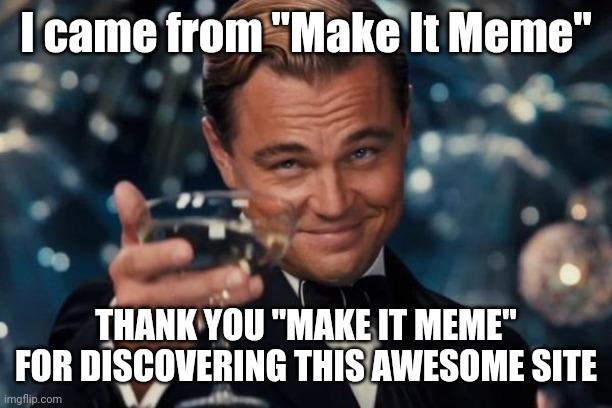 I came from "Make It Meme"
THANK YOU "MAKE IT MEME"
FOR DISCOVERING THIS AWESOME SITE
imgflip.com